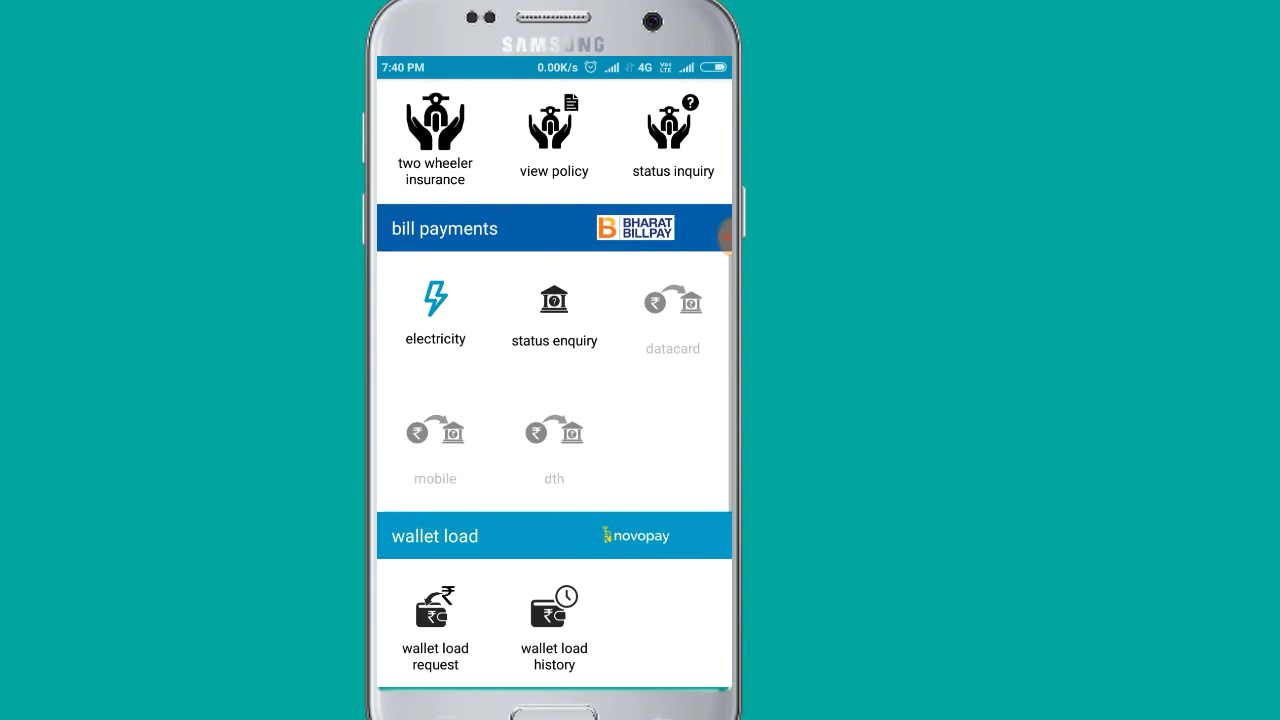 SAMSUNG
7:40 PM 0.00K/s 4G VoLTE
two wheeler
insurance
view policy
status inquiry
bill payments
BHARAT
BILLPAY
electricity
status enquiry
datacard
mobile
dth
wallet load
novopay
wallet load
request
wallet load
history